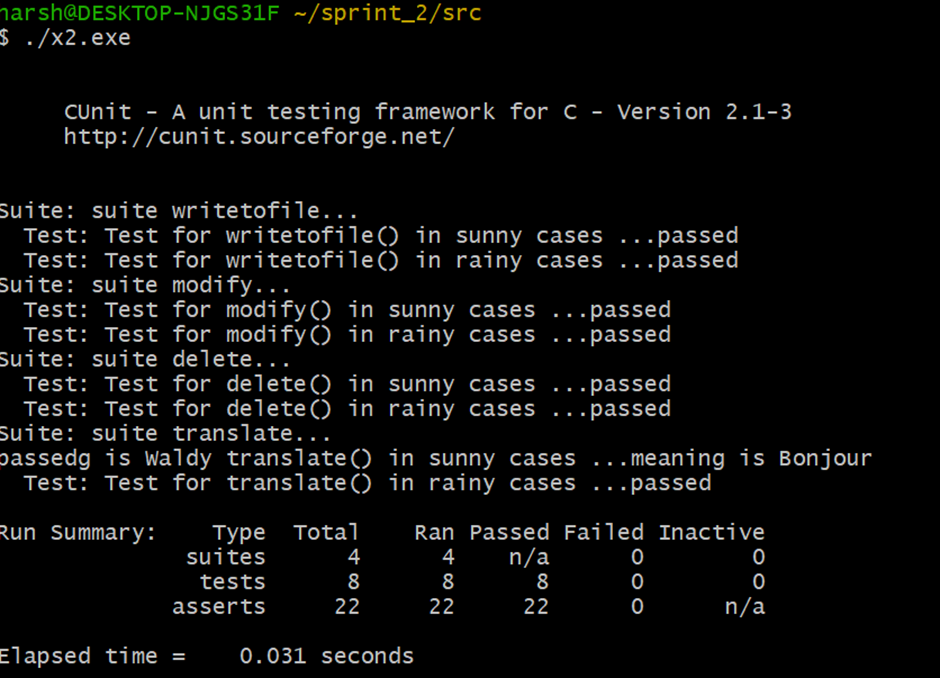 harsh@DESKTOP-NJGS31F ~/sprint_2/src
$ ./x2.exe
CUnit - A unit testing framework for C - Version 2.1-3
http://cunit.sourceforge.net/
Suite: suite writetofile...
Test: Test for writetofile() in sunny cases ...passed
Test: Test for writetofile() in rainy cases ...passed
Suite: suite modify...
Test: Test for modify() in sunny cases ...passed
Test: Test for modify() in rainy cases ...passed
Suite: suite delete...
Test: Test for delete() in sunny cases ...passed
Test: Test for delete() in rainy cases ...passed
Suite: suite translate...
passedg is Waldy translate() in sunny cases ...meaning is Bonjour
Test: Test for translate() in rainy cases ...passed
Run Summary: Type Total Ran Passed Failed Inactive
suites 4 4 n/a 0 0
tests 8 8 8 0 0
asserts 22 22 22 0 n/a
Elapsed time = 0.031 seconds